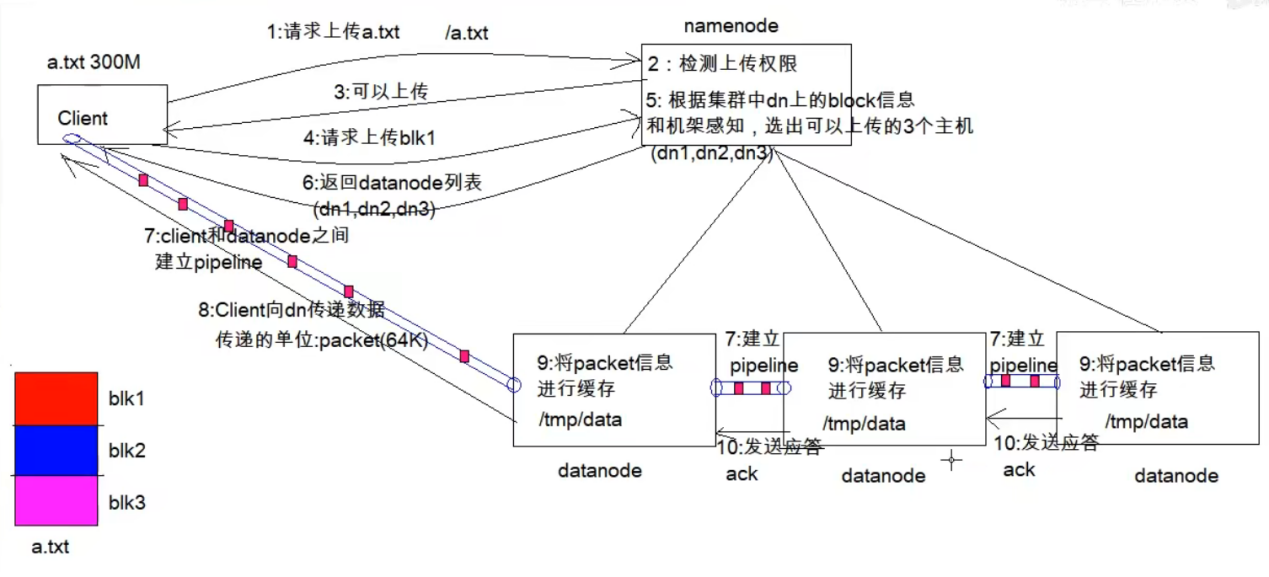 1:请求上传a.txt /a.txt
namenode
a.txt 300M
Client
2：检测上传权限
3:可以上传
5: 根据集群中dn上的block信息
和机架感知，选出可以上传的3个主机
(dn1,dn2,dn3)
4:请求上传blk1
6:返回datanode列表
(dn1,dn2,dn3)
7:client和datanode之间
建立pipeline
8:Client向dn传递数据
传递的单位:packet(64K)
9:将packet信息
进行缓存
/tmp/data
datanode
7:建立
pipeline
10:发送应答
ack
9:将packet信息
进行缓存
/tmp/data
datanode
7:建立
pipeline
10:发送应答
ack
9:将packet信息
进行缓存
/tmp/data
datanode
blk1
blk2
blk3
a.txt